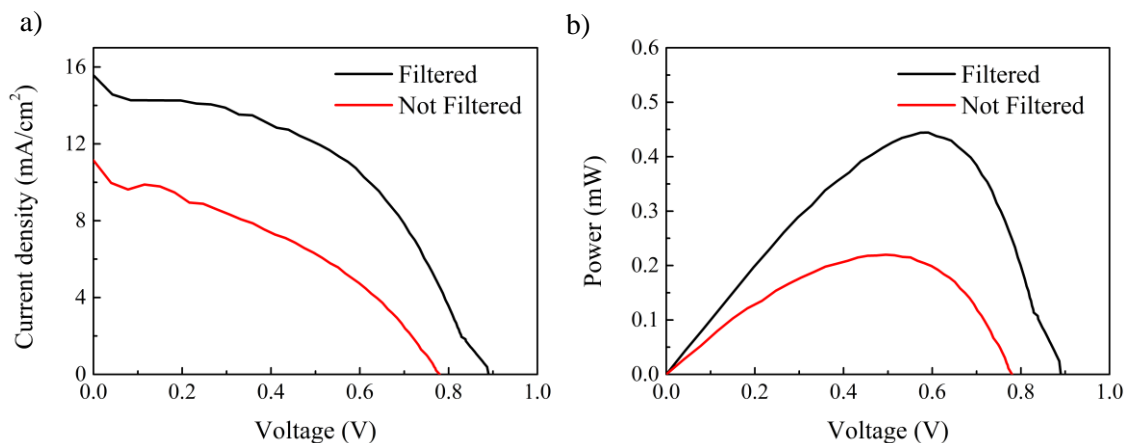 a)
Current density (mA/cm²)
16
12
8
4
0
0.0 0.2 0.4 0.6 0.8 1.0
Voltage (V)
Filtered
Not Filtered
b)
Power (mW)
0.6
0.5
0.4
0.3
0.2
0.1
0.0
0.0 0.2 0.4 0.6 0.8 1.0
Voltage (V)
Filtered
Not Filtered